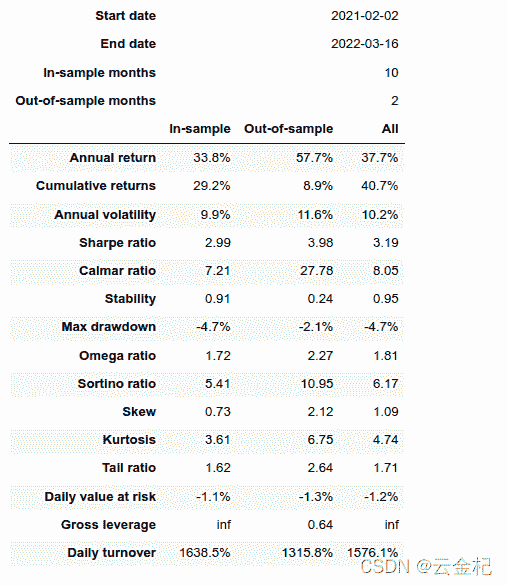 Start date 2021-02-02
End date 2022-03-16
In-sample months 10
Out-of-sample months 2
In-sample Out-of-sample All
Annual return 33.8% 57.7% 37.7%
Cumulative returns 29.2% 8.9% 40.7%
Annual volatility 9.9% 11.6% 10.2%
Sharpe ratio 2.99 3.98 3.19
Calmar ratio 7.21 27.78 8.05
Stability 0.91 0.24 0.95
Max drawdown -4.7% -2.1% -4.7%
Omega ratio 1.72 2.27 1.81
Sortino ratio 5.41 10.95 6.17
Skew 0.73 2.12 1.09
Kurtosis 3.61 6.75 4.74
Tail ratio 1.62 2.64 1.71
Daily value at risk -1.1% -1.3% -1.2%
Gross leverage inf 0.64 inf
Daily turnover 1638.5% 1315.8% 1576.1%
CSDN @云金杞